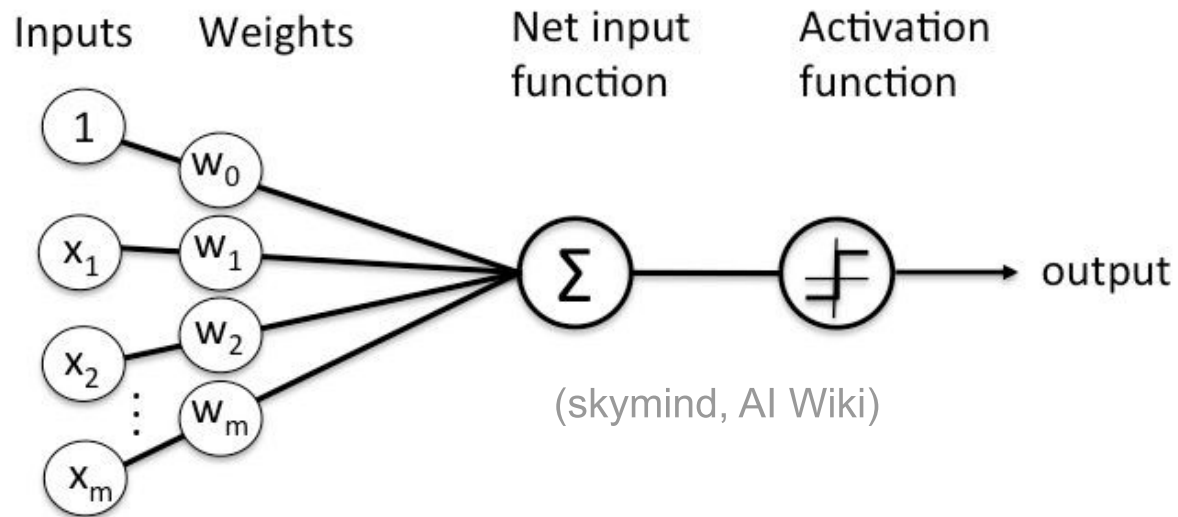 Inputs
Weights
Net input
function
Activation
function
1
w₀
x₁
w₁
x₂
w₂
⋮
xₘ
wₘ
Σ
output
(skymind, AI Wiki)